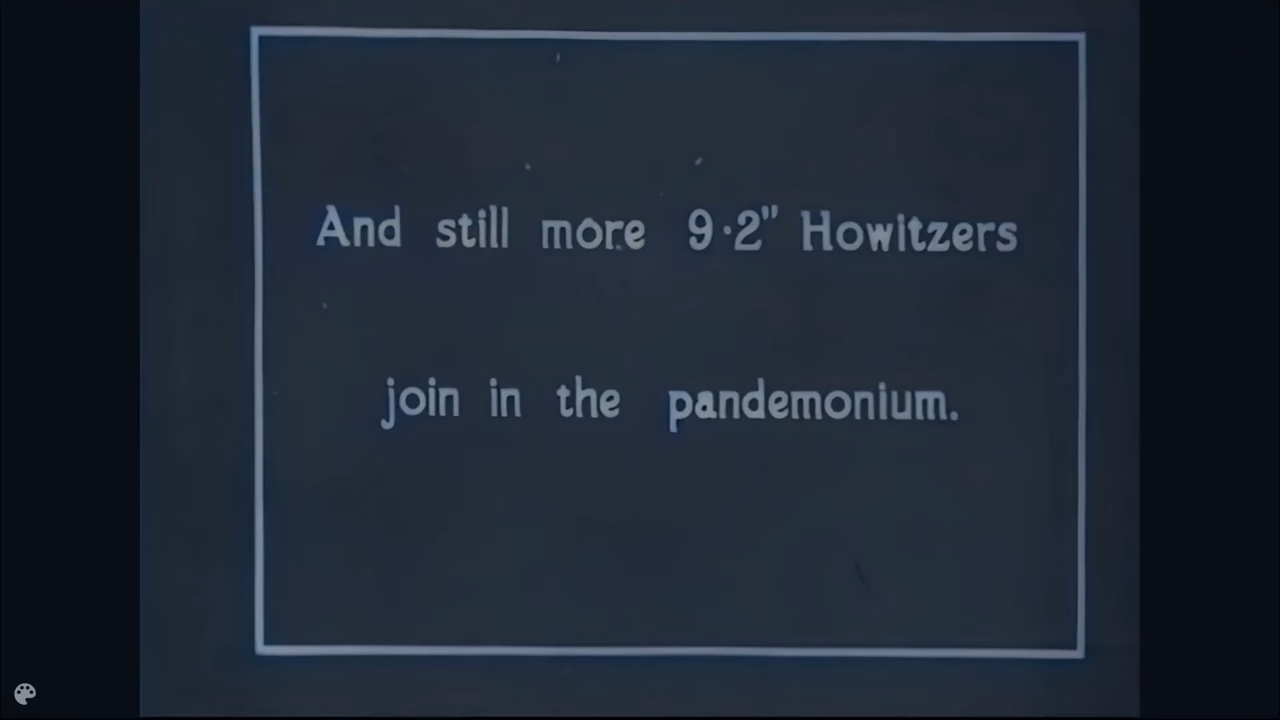 And still more 9·2" Howitzers
join in the pandemonium.